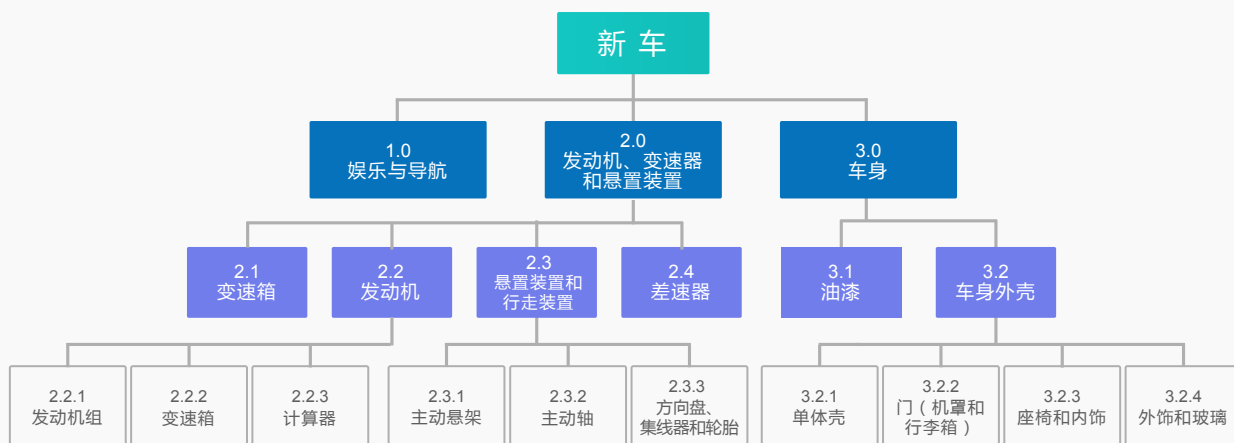 新 车
1.0
娱乐与导航
2.0
发动机、变速器
和悬置装置
3.0
车身
2.1
变速箱
2.2
发动机
2.3
悬置装置和
行走装置
2.4
差速器
3.1
油漆
3.2
车身外壳
2.2.1
发动机组
2.2.2
变速箱
2.2.3
计算器
2.3.1
主动悬架
2.3.2
主动轴
2.3.3
方向盘、
集线器和轮胎
3.2.1
单体壳
3.2.2
门（机罩和
行李箱）
3.2.3
座椅和内饰
3.2.4
外饰和玻璃